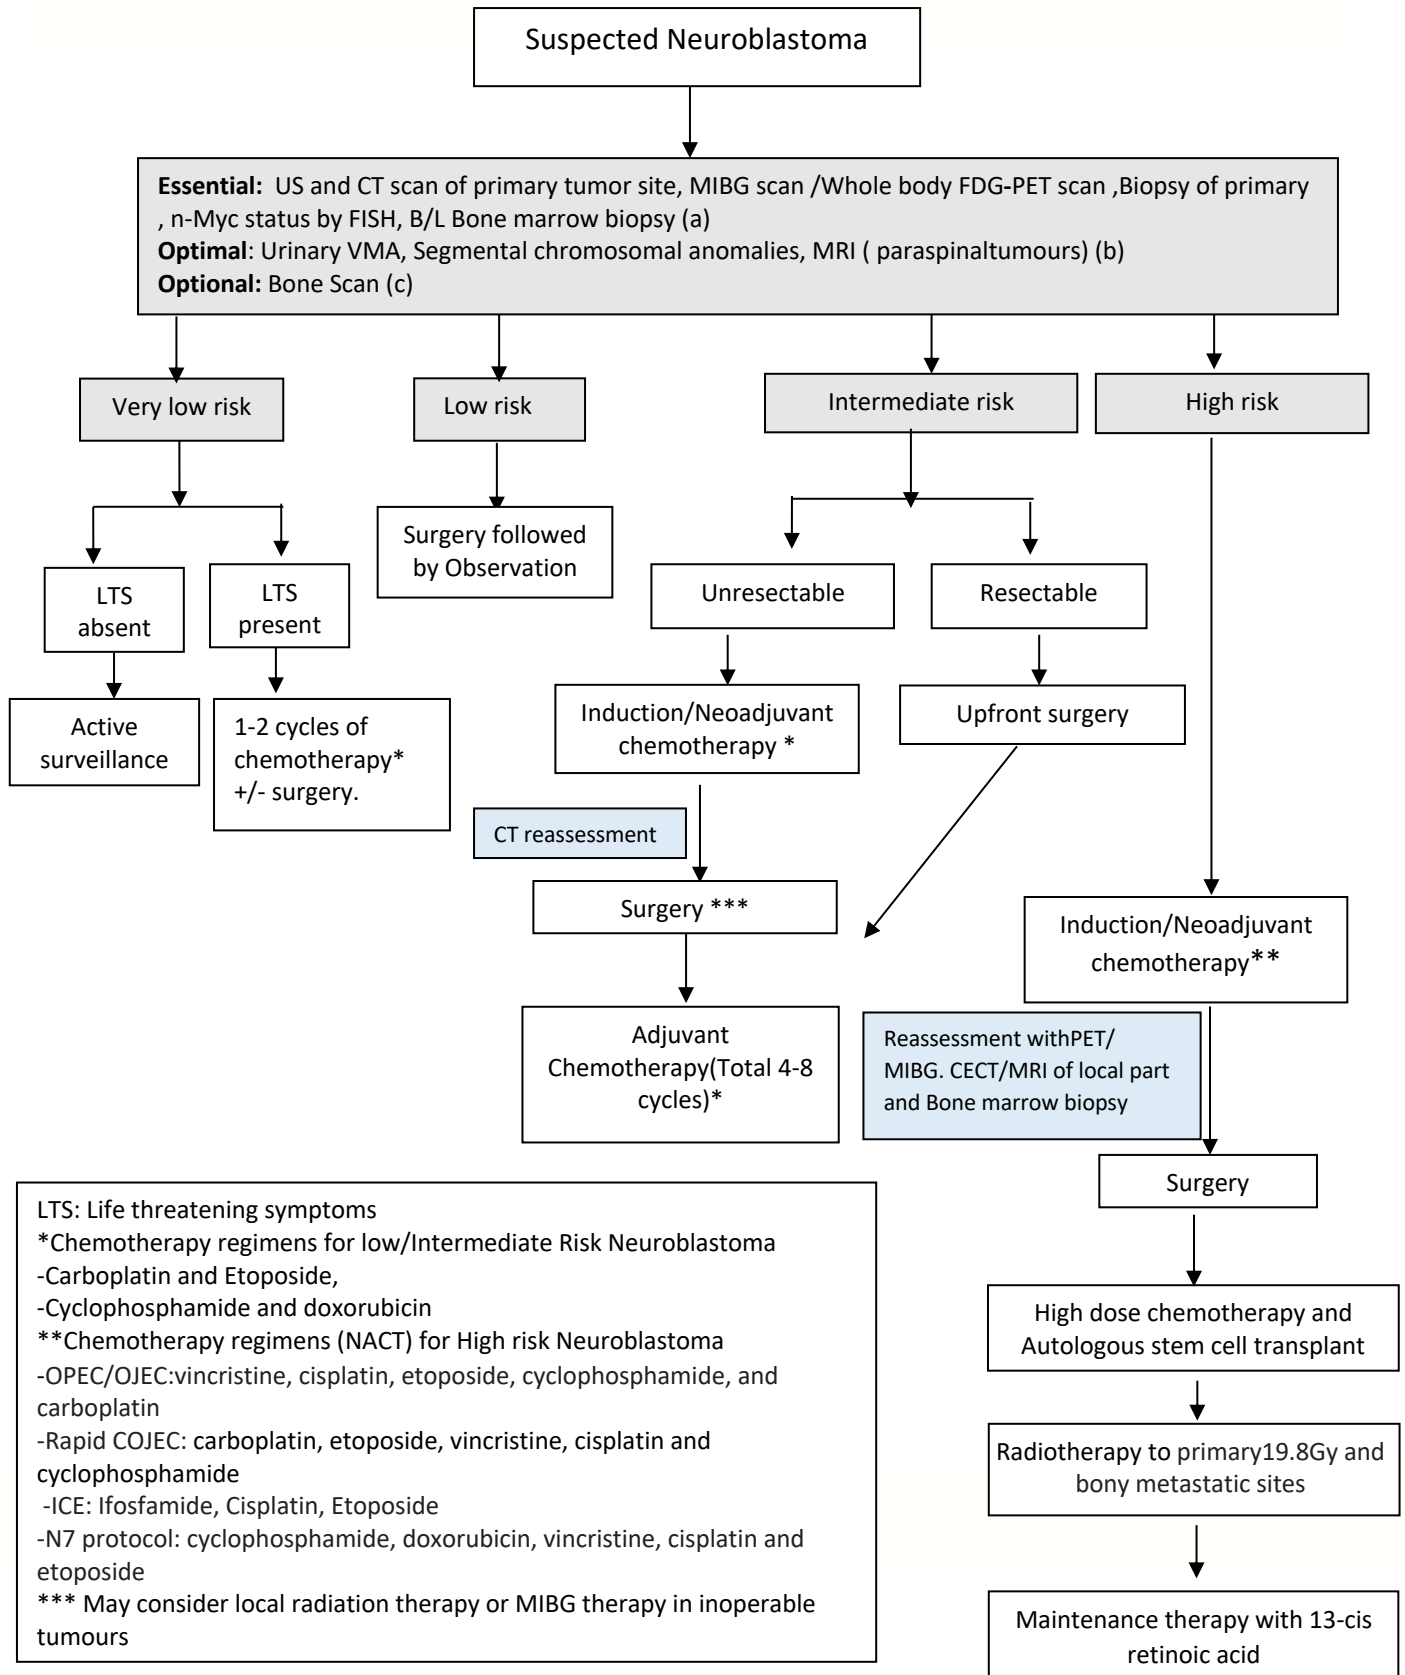 Suspected Neuroblastoma
Essential: US and CT scan of primary tumor site, MIBG scan /Whole body FDG-PET scan ,Biopsy of primary
, n-Myc status by FISH, B/L Bone marrow biopsy (a)
Optimal: Urinary VMA, Segmental chromosomal anomalies, MRI ( paraspinaltumours) (b)
Optional: Bone Scan (c)
Very low risk
Low risk
Intermediate risk
High risk
Surgery followed
by Observation
LTS
absent
LTS
present
Unresectable
Resectable
Active
surveillance
1-2 cycles of
chemotherapy*
+/- surgery.
Induction/Neoadjuvant
chemotherapy *
Upfront surgery
CT reassessment
Surgery ***
Induction/Neoadjuvant
chemotherapy**
Adjuvant
Chemotherapy(Total 4-8
cycles)*
Reassessment withPET/
MIBG. CECT/MRI of local part
and Bone marrow biopsy
Surgery
High dose chemotherapy and
Autologous stem cell transplant
Radiotherapy to primary19.8Gy and
bony metastatic sites
Maintenance therapy with 13-cis
retinoic acid
LTS: Life threatening symptoms
*Chemotherapy regimens for low/Intermediate Risk Neuroblastoma
-Carboplatin and Etoposide,
-Cyclophosphamide and doxorubicin
**Chemotherapy regimens (NACT) for High risk Neuroblastoma
-OPEC/OJEC:vincristine, cisplatin, etoposide, cyclophosphamide, and
carboplatin
-Rapid COJEC: carboplatin, etoposide, vincristine, cisplatin and
cyclophosphamide
-ICE: Ifosfamide, Cisplatin, Etoposide
-N7 protocol: cyclophosphamide, doxorubicin, vincristine, cisplatin and
etoposide
*** May consider local radiation therapy or MIBG therapy in inoperable
tumours